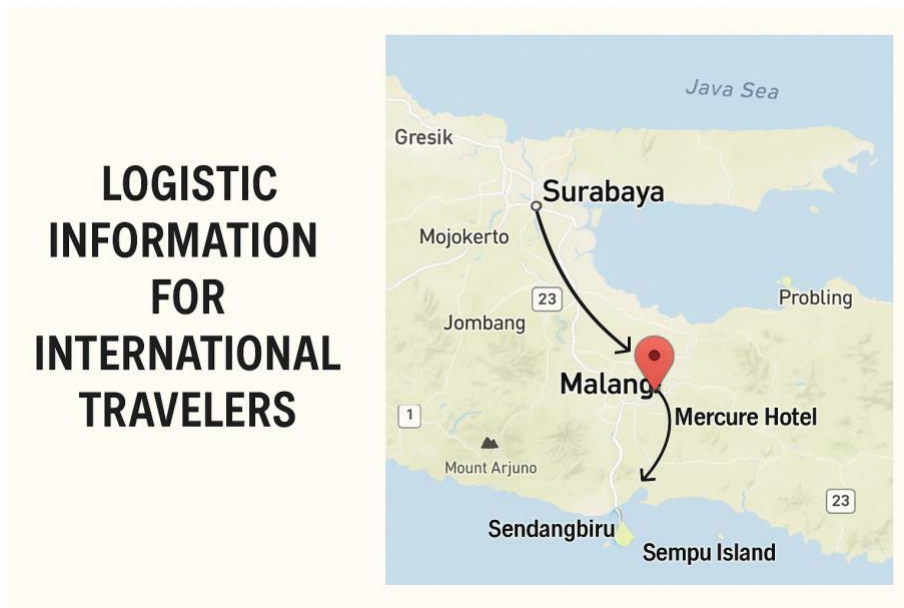 LOGISTIC
INFORMATION
FOR
INTERNATIONAL
TRAVELERS
Java Sea
Gresik
Surabaya
Mojokerto
23
Probling
Jombang
Malang
Mercure Hotel
1
Mount Arjuno
23
Sendangbiru
Sempu Island